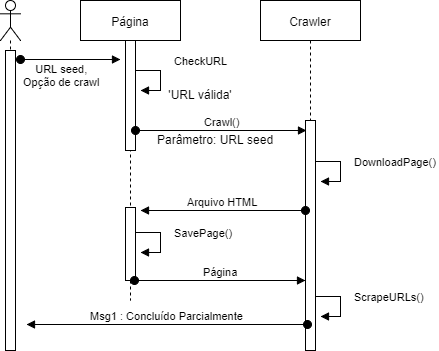 Página
Crawler
URL seed,
Opção de crawl
CheckURL
'URL válida'
Crawl()
Parâmetro: URL seed
DownloadPage()
Arquivo HTML
SavePage()
Página
ScrapeURLs()
Msg1 : Concluído Parcialmente